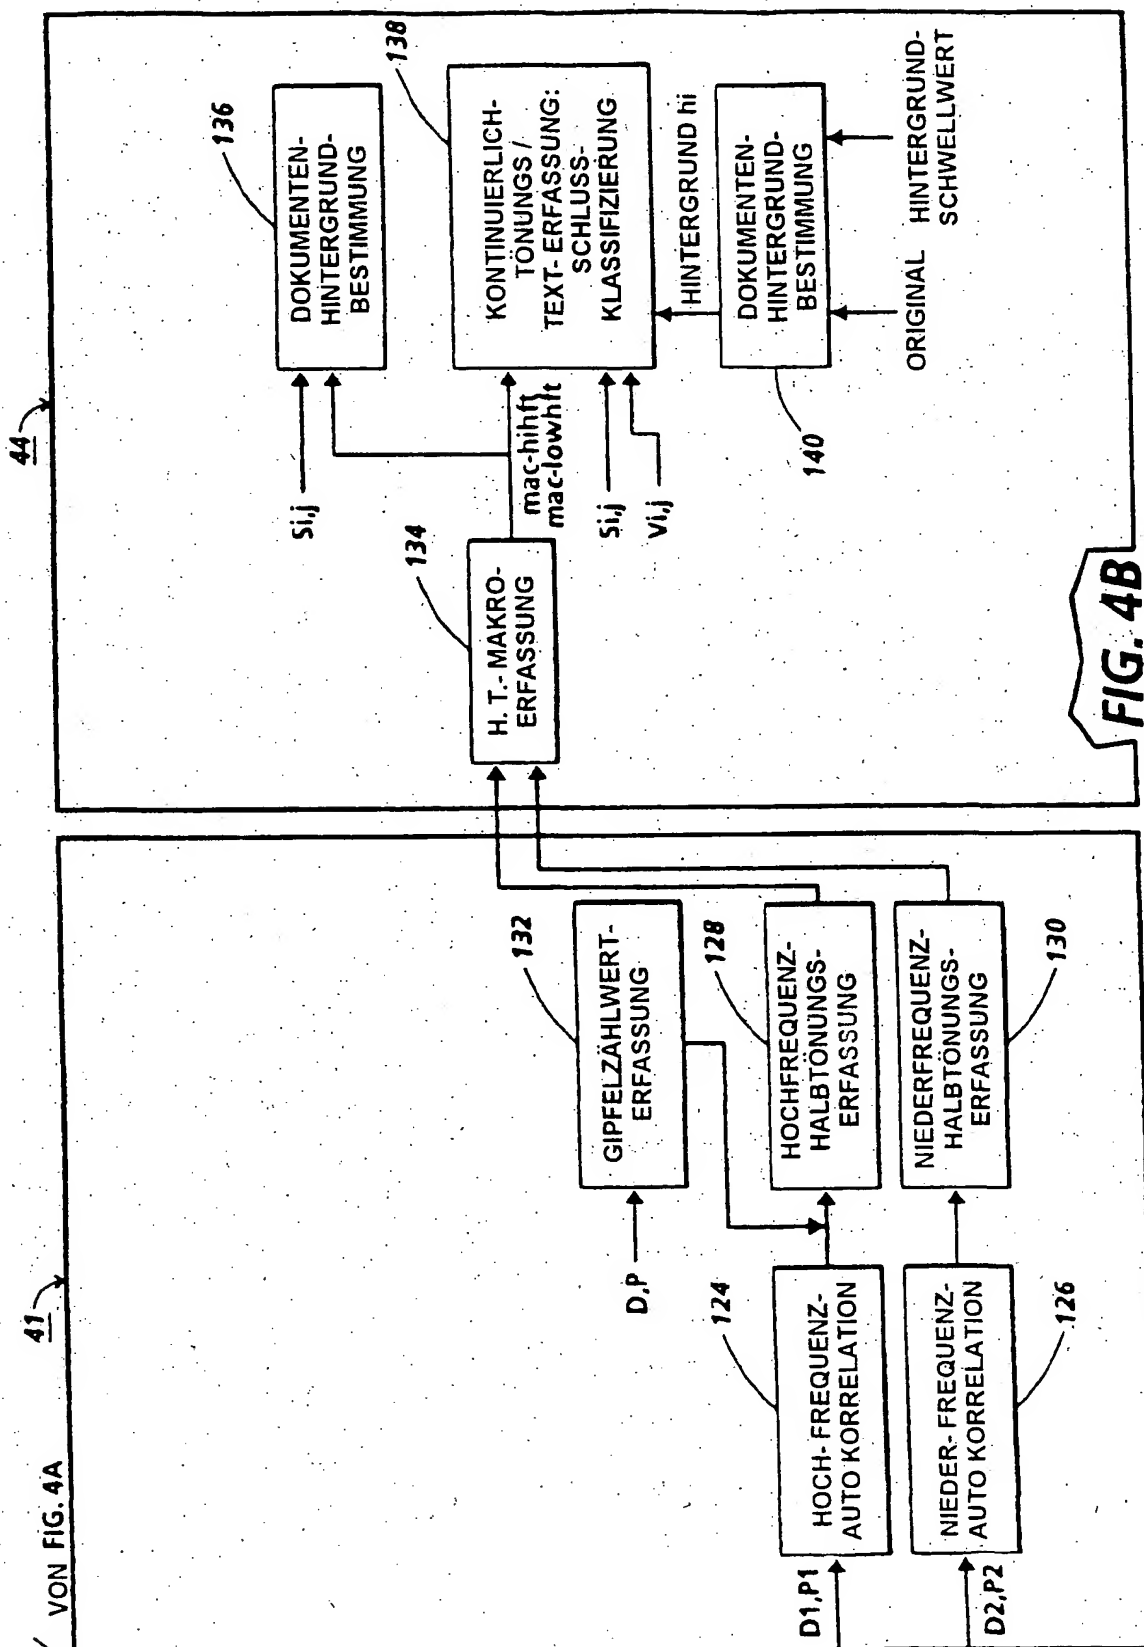 VON FIG. 4A
41
D1,P1
D2,P2
HOCH-FREQUENZ-
AUTO KORRELATION
124
NIEDER-FREQUENZ-
AUTO KORRELATION
126
D,P
GIPFELZÄHLWERT-
ERFASSUNG
132
HOCHFREQUENZ-
HALBTÖNUNGS-
ERFASSUNG
128
NIEDERFREQUENZ-
HALBTÖNUNGS-
ERFASSUNG
130
44
H. T.- MAKRO-
ERFASSUNG
134
mac-hihft
mac-lowhft
Si,j
DOKUMENTEN-
HINTERGRUND-
BESTIMMUNG
136
Si,j
Vi,j
KONTINUIERLICH-
TÖNUNGS /
TEXT- ERFASSUNG:
SCHLUSS-
KLASSIFIZIERUNG
138
HINTERGRUND hi
DOKUMENTEN-
HINTERGRUND-
BESTIMMUNG
140
ORIGINAL
HINTERGRUND-
SCHWELLWERT
FIG. 4B